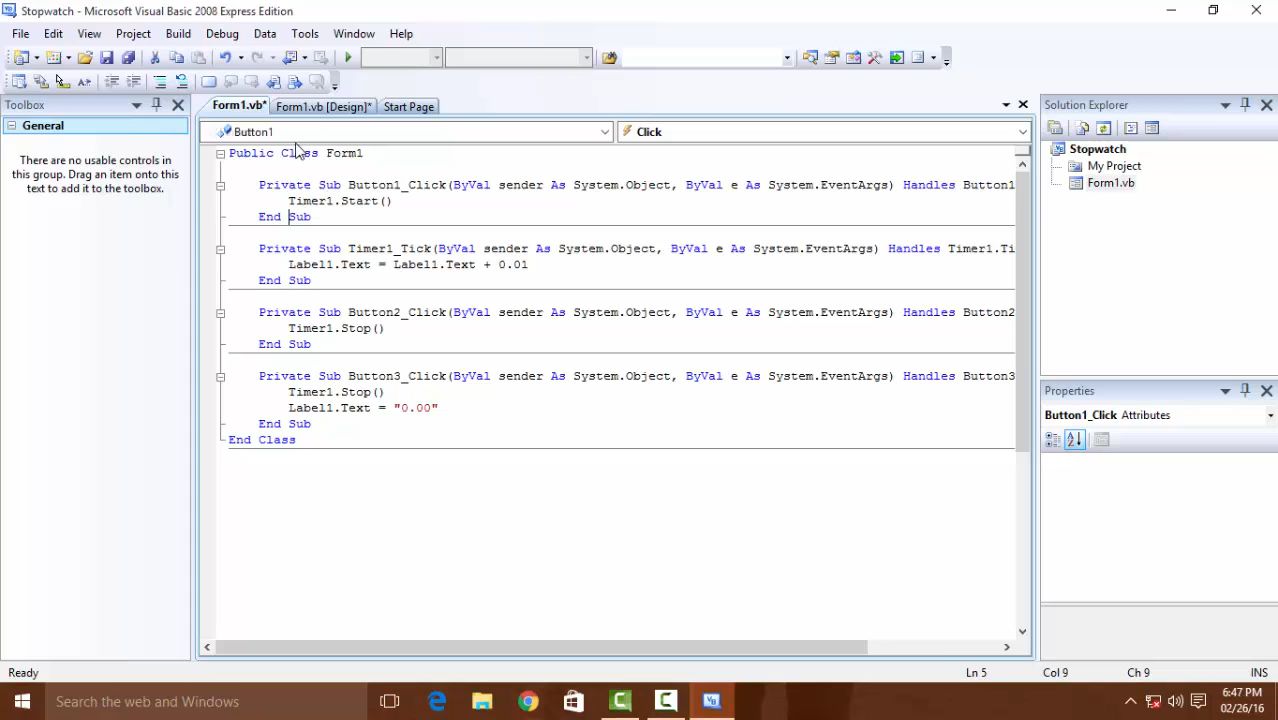 Stopwatch - Microsoft Visual Basic 2008 Express Edition
File Edit View Project Build Debug Data Tools Window Help
Toolbox
General
There are no usable controls in
this group. Drag an item onto this
text to add it to the toolbox.
Form1.vb* Form1.vb [Design]* Start Page
Button1 Click
Public Class Form1
Private Sub Button1_Click(ByVal sender As System.Object, ByVal e As System.EventArgs) Handles Button1
Timer1.Start()
End Sub
Private Sub Timer1_Tick(ByVal sender As System.Object, ByVal e As System.EventArgs) Handles Timer1.Ti
Label1.Text = Label1.Text + 0.01
End Sub
Private Sub Button2_Click(ByVal sender As System.Object, ByVal e As System.EventArgs) Handles Button2
Timer1.Stop()
End Sub
Private Sub Button3_Click(ByVal sender As System.Object, ByVal e As System.EventArgs) Handles Button3
Timer1.Stop()
Label1.Text = "0.00"
End Sub
End Class
Solution Explorer
Stopwatch
My Project
Form1.vb
Properties
Button1_Click Attributes
Ready Ln 5 Col 9 Ch 9 INS
Search the web and Windows
6:47 PM
02/26/16